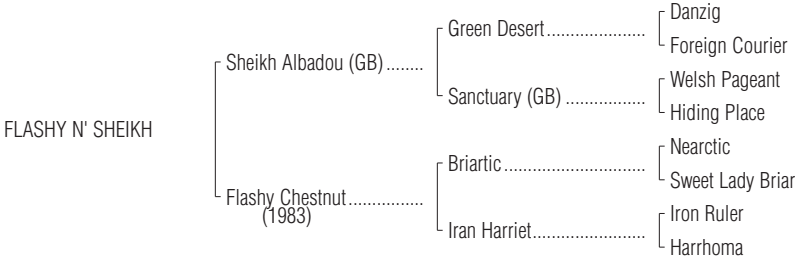 Danzig
Green Desert......................
Foreign Courier
Sheikh Albadou (GB) ........
Welsh Pageant
Sanctuary (GB) .................
Hiding Place
FLASHY N' SHEIKH
Nearctic
Briartic...............................
Sweet Lady Briar
Flashy Chestnut.................
(1983)
Iron Ruler
Iran Harriet........................
Harrhoma